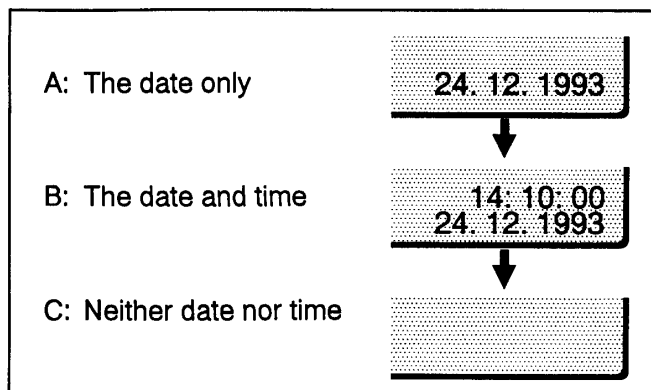 A: The date only
24. 12. 1993
B: The date and time
14: 10: 00
24. 12. 1993
C: Neither date nor time